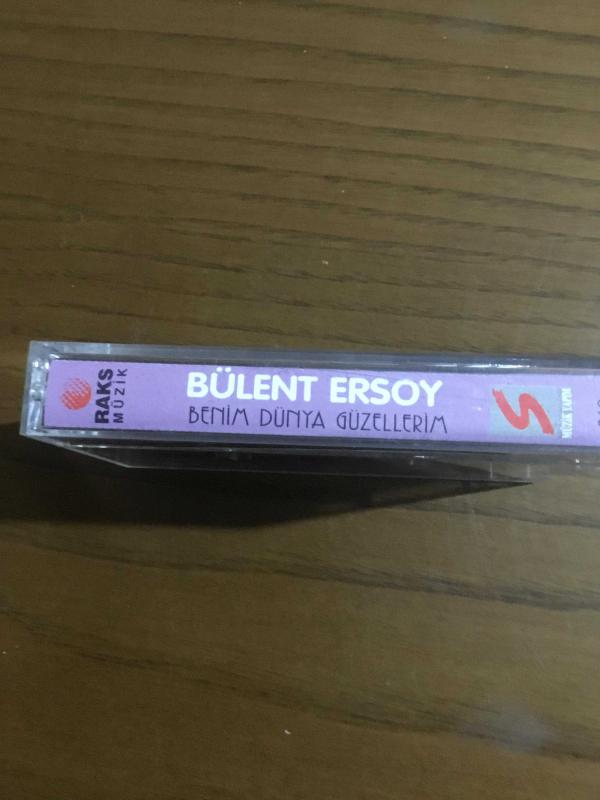 RAKS
MÜZİK
BÜLENT ERSOY
BENİM DÜNYA GÜZELLERİM
S
MÜZİK YAPIM